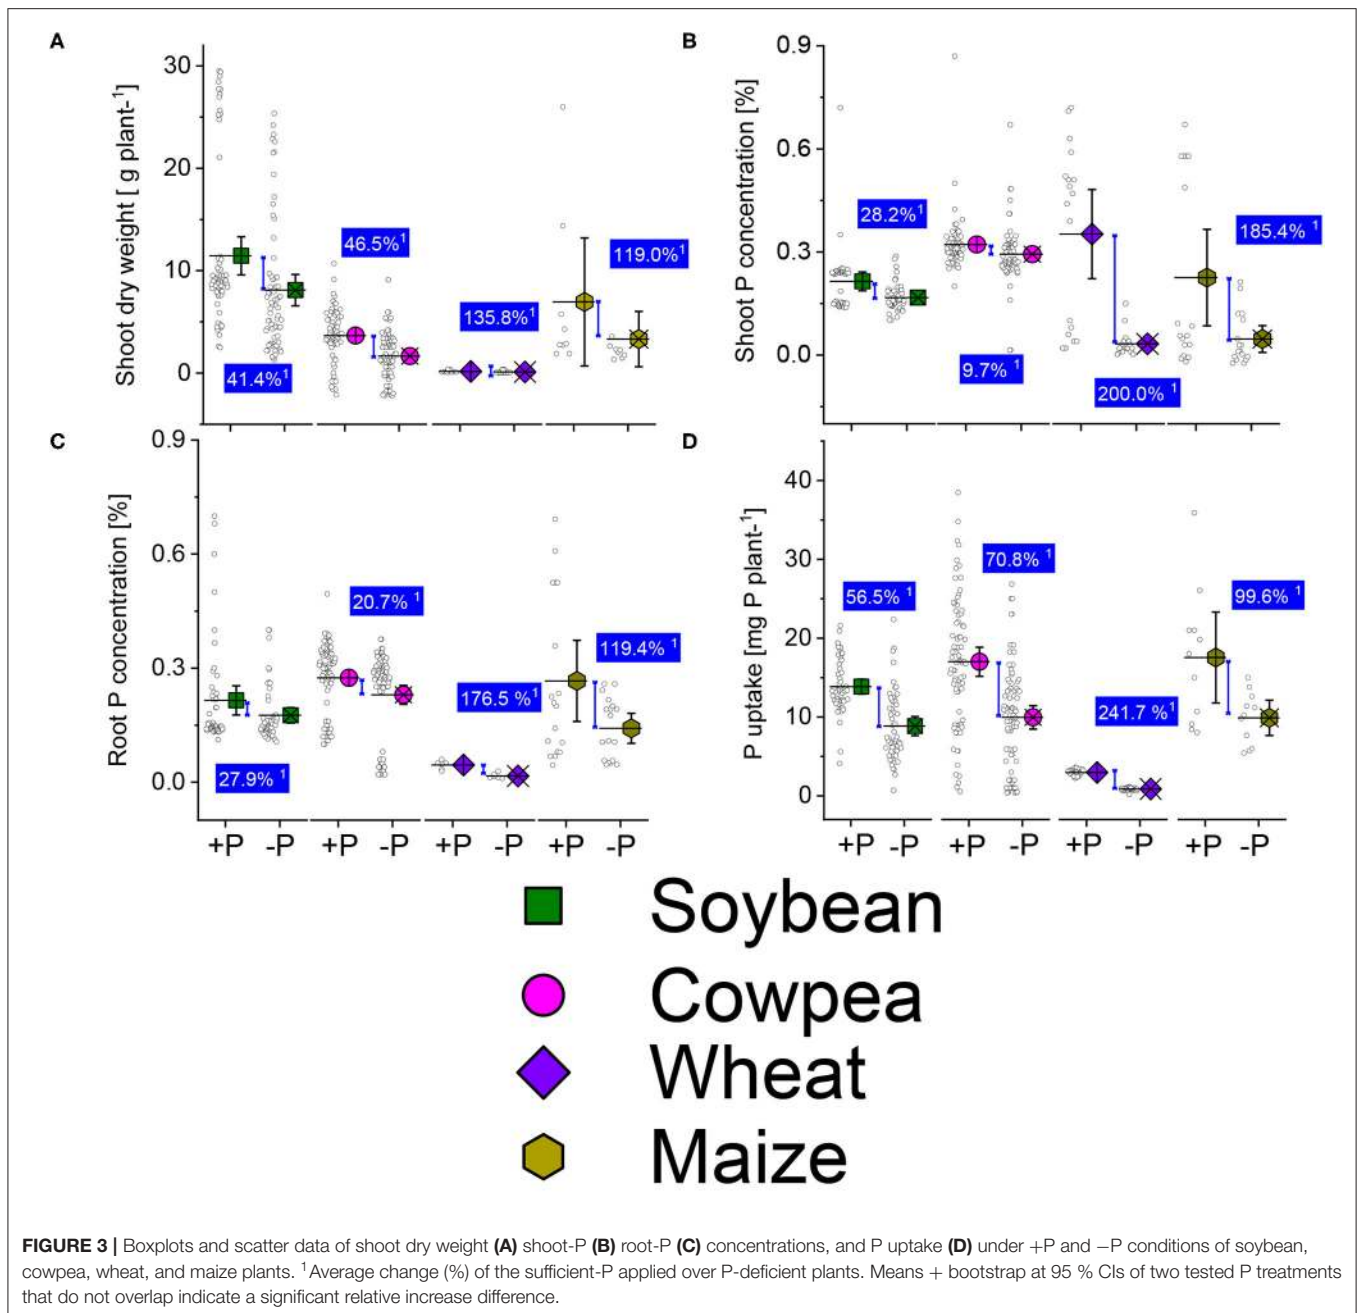 A
Shoot dry weight [ g plant-¹]
30
20
10
0
41.4%¹
46.5%¹
135.8%¹
119.0%¹
B
Shoot P concentration [%]
0.9
0.6
0.3
0.0
28.2%¹
9.7% ¹
200.0% ¹
185.4% ¹
C
Root P concentration [%]
0.9
0.6
0.3
0.0
27.9% ¹
20.7% ¹
176.5 %¹
119.4% ¹
+P -P +P -P +P -P +P -P
D
P uptake [mg P plant-¹]
40
30
20
10
0
56.5% ¹
70.8% ¹
241.7 %¹
99.6% ¹
+P -P +P -P +P -P +P -P
Soybean
Cowpea
Wheat
Maize
FIGURE 3 | Boxplots and scatter data of shoot dry weight (A) shoot-P (B) root-P (C) concentrations, and P uptake (D) under +P and −P conditions of soybean,
cowpea, wheat, and maize plants. ¹Average change (%) of the sufficient-P applied over P-deficient plants. Means + bootstrap at 95 % CIs of two tested P treatments
that do not overlap indicate a significant relative increase difference.